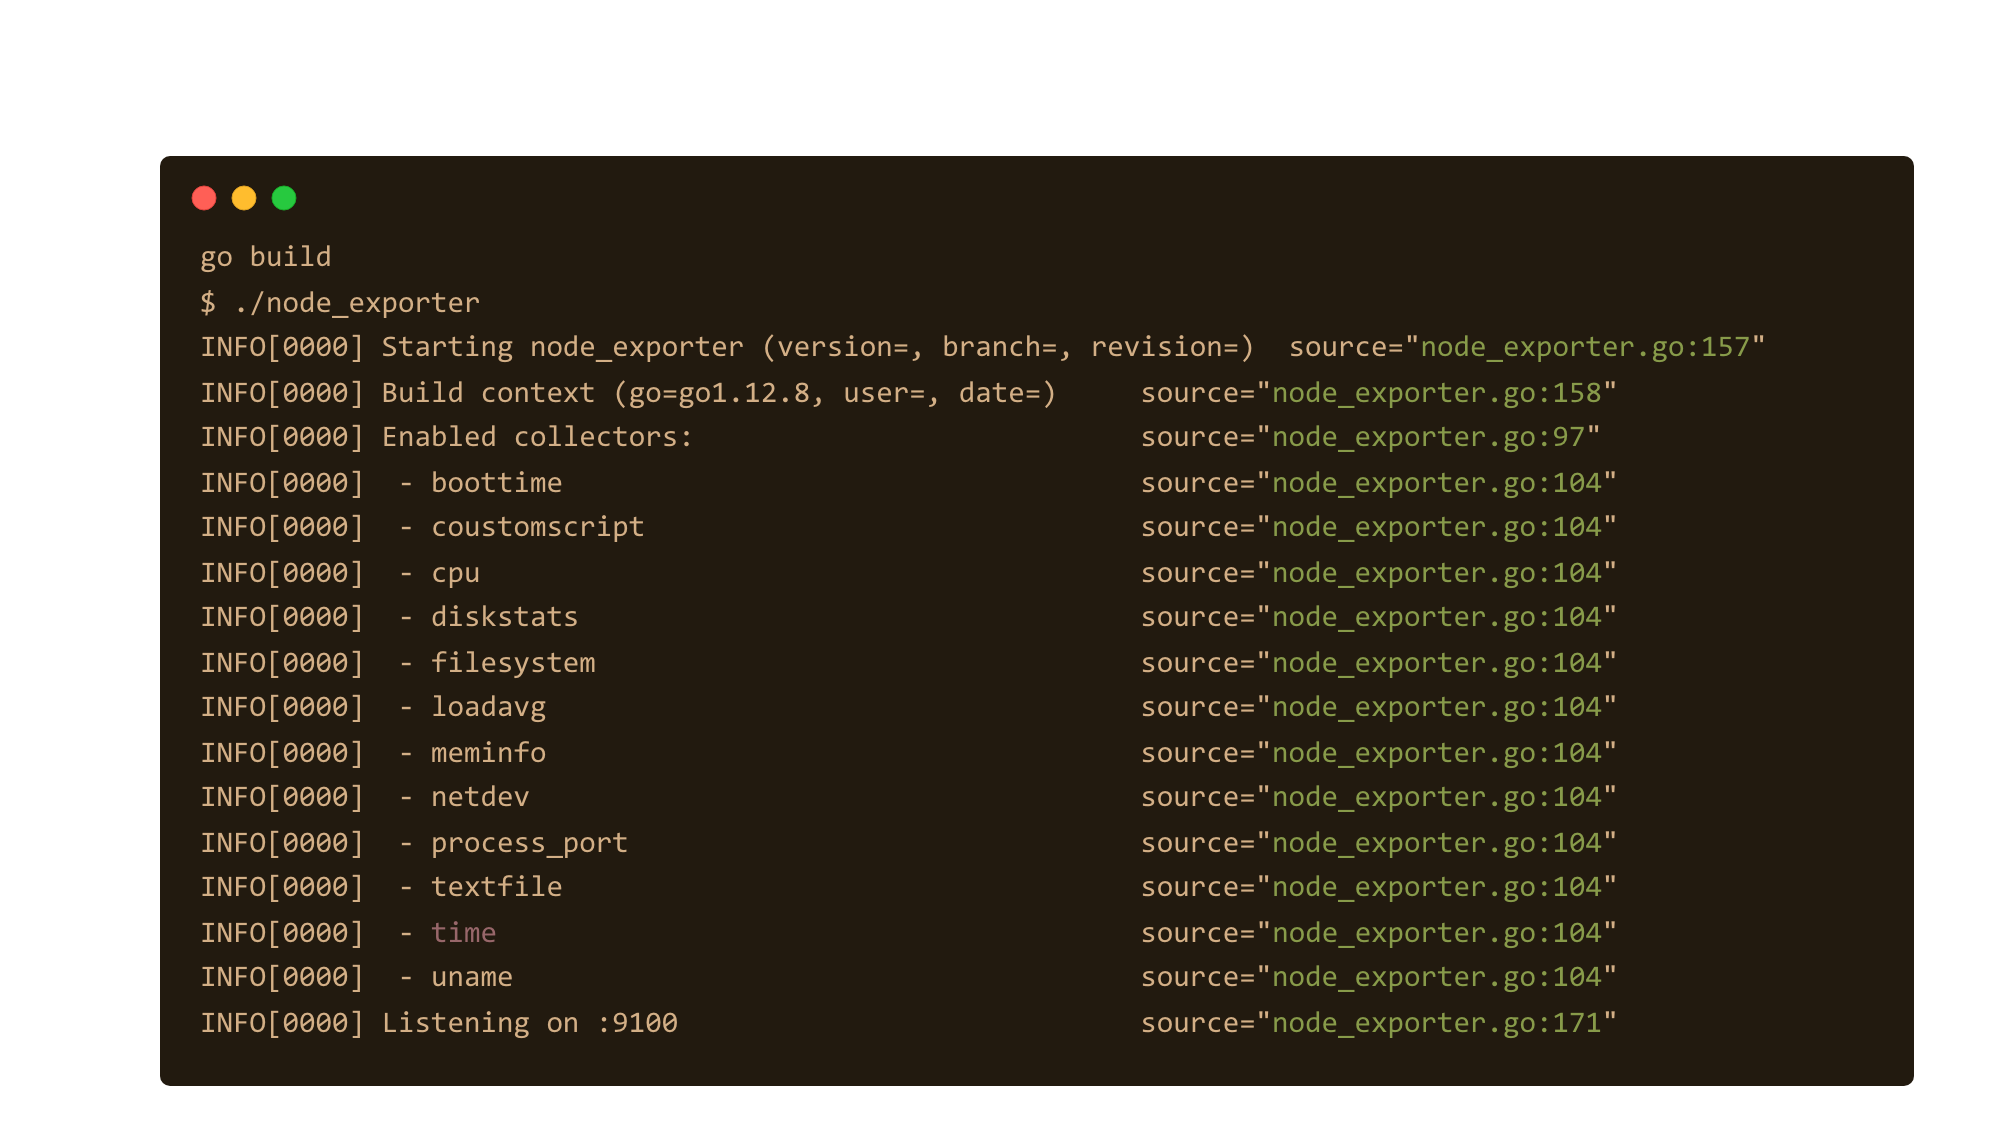 go build
$ ./node_exporter
INFO[0000] Starting node_exporter (version=, branch=, revision=)  source="node_exporter.go:157"
INFO[0000] Build context (go=go1.12.8, user=, date=)     source="node_exporter.go:158"
INFO[0000] Enabled collectors:                           source="node_exporter.go:97"
INFO[0000]  - boottime                                   source="node_exporter.go:104"
INFO[0000]  - coustomscript                              source="node_exporter.go:104"
INFO[0000]  - cpu                                        source="node_exporter.go:104"
INFO[0000]  - diskstats                                  source="node_exporter.go:104"
INFO[0000]  - filesystem                                 source="node_exporter.go:104"
INFO[0000]  - loadavg                                    source="node_exporter.go:104"
INFO[0000]  - meminfo                                    source="node_exporter.go:104"
INFO[0000]  - netdev                                     source="node_exporter.go:104"
INFO[0000]  - process_port                               source="node_exporter.go:104"
INFO[0000]  - textfile                                   source="node_exporter.go:104"
INFO[0000]  - time                                       source="node_exporter.go:104"
INFO[0000]  - uname                                      source="node_exporter.go:104"
INFO[0000] Listening on :9100                            source="node_exporter.go:171"